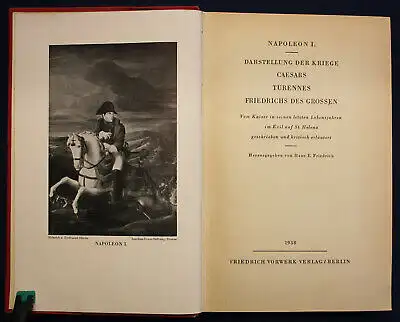 NAPOLEON I.
NAPOLEON I.
DARSTELLUNG DER KRIEGE
CAESARS
TURENNES
FRIEDRICHS DES GROSSEN
Vom Kaiser in seinen letzten Lebensjahren
im Exil auf St. Helena
geschrieben und kritisch erläutert
Herausgegeben von Hans E. Friedrich
1938
FRIEDRICH VORWERK VERLAG / BERLIN